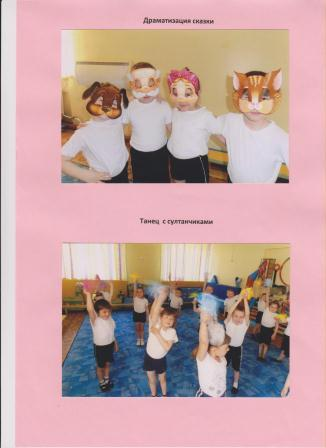 Драматизация сказки
Танец с султанчиками